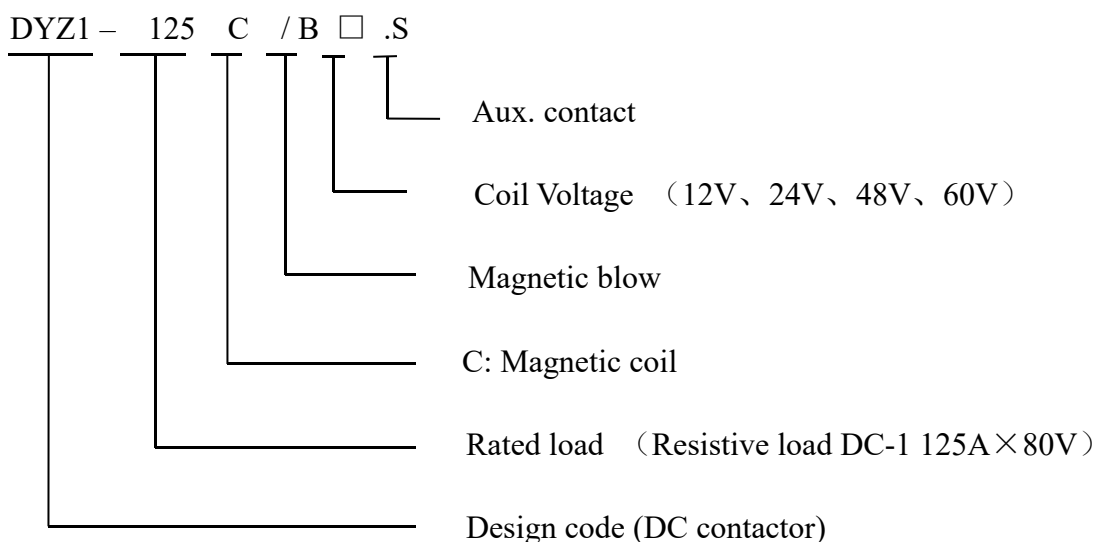 DYZ1 – 125 C / B □ .S
Aux. contact
Coil Voltage （12V、24V、48V、60V）
Magnetic blow
C: Magnetic coil
Rated load （Resistive load DC-1 125A×80V）
Design code (DC contactor)